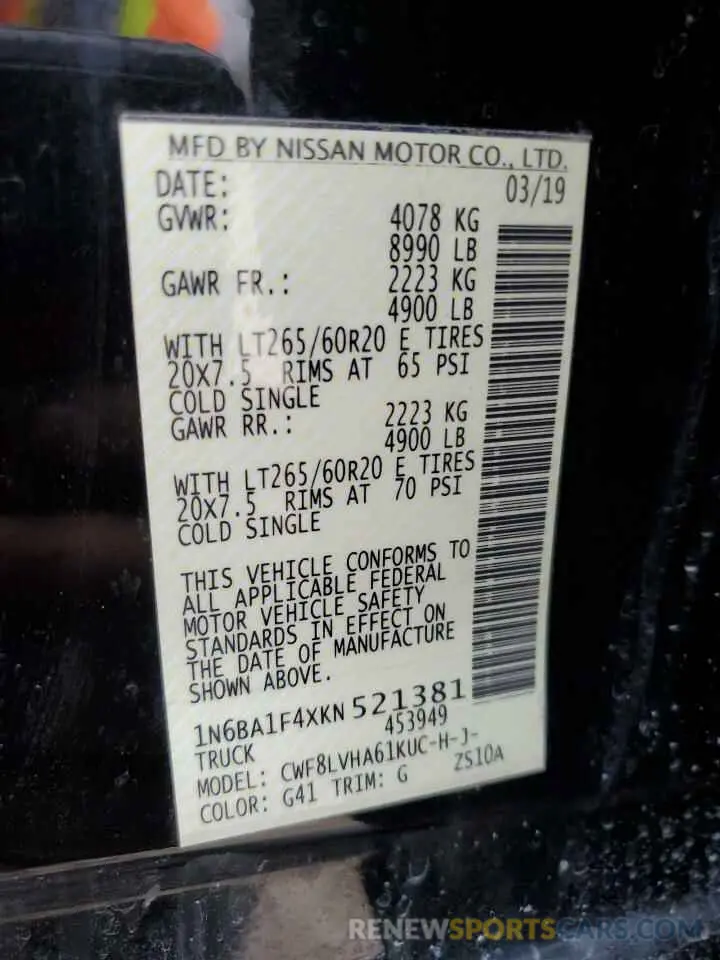 MFD BY NISSAN MOTOR CO., LTD.
DATE: 03/19
GVWR: 4078 KG
8990 LB
GAWR FR.: 2223 KG
4900 LB
WITH LT265/60R20 E TIRES
20X7.5 RIMS AT 65 PSI
COLD SINGLE
GAWR RR.: 2223 KG
4900 LB
WITH LT265/60R20 E TIRES
20X7.5 RIMS AT 70 PSI
COLD SINGLE
THIS VEHICLE CONFORMS TO
ALL APPLICABLE FEDERAL
MOTOR VEHICLE SAFETY
STANDARDS IN EFFECT ON
THE DATE OF MANUFACTURE
SHOWN ABOVE.
1N6BA1F4XKN521381
TRUCK 453949
MODEL: CWF8LVHA61KUC-H-J-
COLOR: G41 TRIM: G ZS10A
RENEWSPORTSCARS.COM